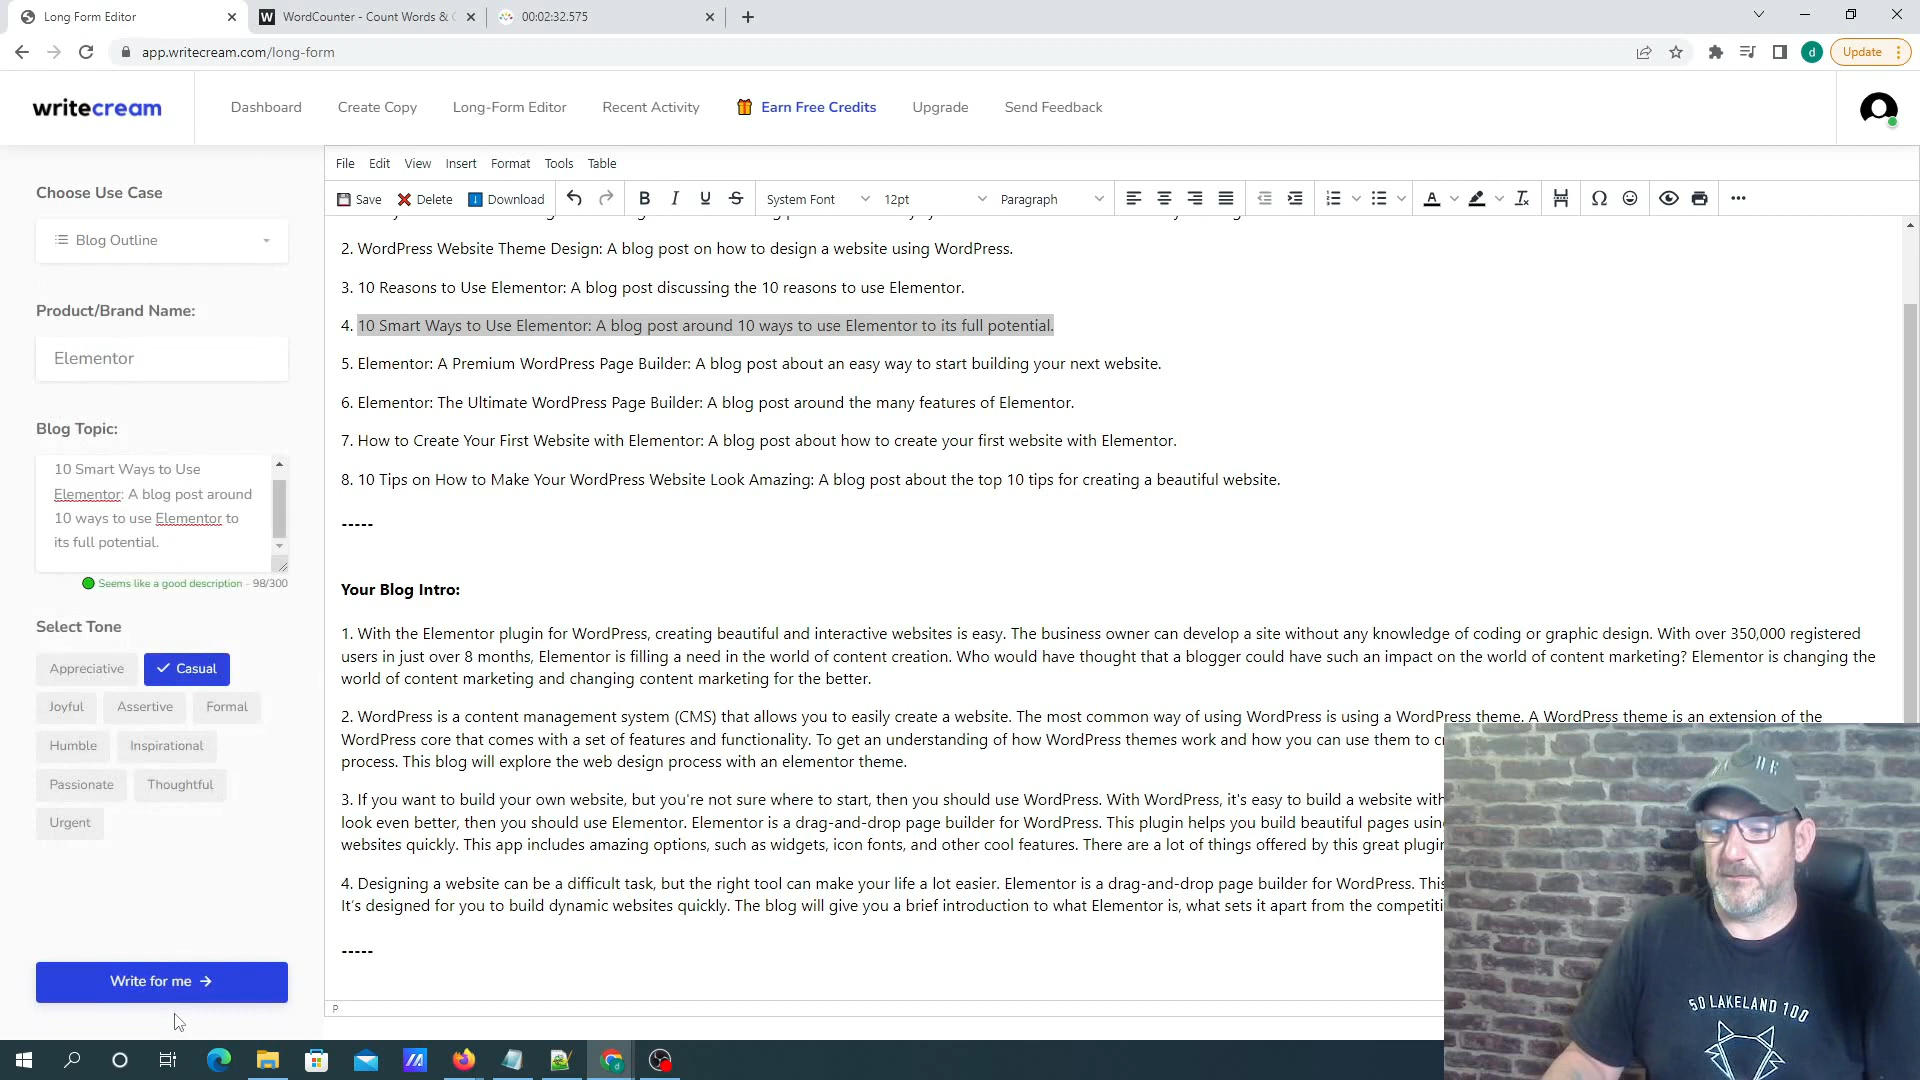 Long Form Editor
WordCounter - Count Words & C
00:02:32.575
app.writecream.com/long-form
d
Update
writecream
Dashboard
Create Copy
Long-Form Editor
Recent Activity
Earn Free Credits
Upgrade
Send Feedback
Choose Use Case
Blog Outline
Product/Brand Name:
Elementor
Blog Topic:
10 Smart Ways to Use
Elementor: A blog post around
10 ways to use Elementor to
its full potential.
Seems like a good description - 98/300
Select Tone
Appreciative
Casual
Joyful
Assertive
Formal
Humble
Inspirational
Passionate
Thoughtful
Urgent
Write for me
File Edit View Insert Format Tools Table
Save Delete Download B I U S System Font 12pt Paragraph
2. WordPress Website Theme Design: A blog post on how to design a website using WordPress.
3. 10 Reasons to Use Elementor: A blog post discussing the 10 reasons to use Elementor.
4. 10 Smart Ways to Use Elementor: A blog post around 10 ways to use Elementor to its full potential.
5. Elementor: A Premium WordPress Page Builder: A blog post about an easy way to start building your next website.
6. Elementor: The Ultimate WordPress Page Builder: A blog post around the many features of Elementor.
7. How to Create Your First Website with Elementor: A blog post about how to create your first website with Elementor.
8. 10 Tips on How to Make Your WordPress Website Look Amazing: A blog post about the top 10 tips for creating a beautiful website.
-----
Your Blog Intro:
1. With the Elementor plugin for WordPress, creating beautiful and interactive websites is easy. The business owner can develop a site without any knowledge of coding or graphic design. With over 350,000 registered
users in just over 8 months, Elementor is filling a need in the world of content creation. Who would have thought that a blogger could have such an impact on the world of content marketing? Elementor is changing the
world of content marketing and changing content marketing for the better.
2. WordPress is a content management system (CMS) that allows you to easily create a website. The most common way of using WordPress is using a WordPress theme. A WordPress theme is an extension of the
WordPress core that comes with a set of features and functionality. To get an understanding of how WordPress themes work and how you can use them to cr
process. This blog will explore the web design process with an elementor theme.
3. If you want to build your own website, but you're not sure where to start, then you should use WordPress. With WordPress, it's easy to build a website with
look even better, then you should use Elementor. Elementor is a drag-and-drop page builder for WordPress. This plugin helps you build beautiful pages using
websites quickly. This app includes amazing options, such as widgets, icon fonts, and other cool features. There are a lot of things offered by this great plugin
4. Designing a website can be a difficult task, but the right tool can make your life a lot easier. Elementor is a drag-and-drop page builder for WordPress. This
It's designed for you to build dynamic websites quickly. The blog will give you a brief introduction to what Elementor is, what sets it apart from the competiti
-----
P
50 LAKELAND 100